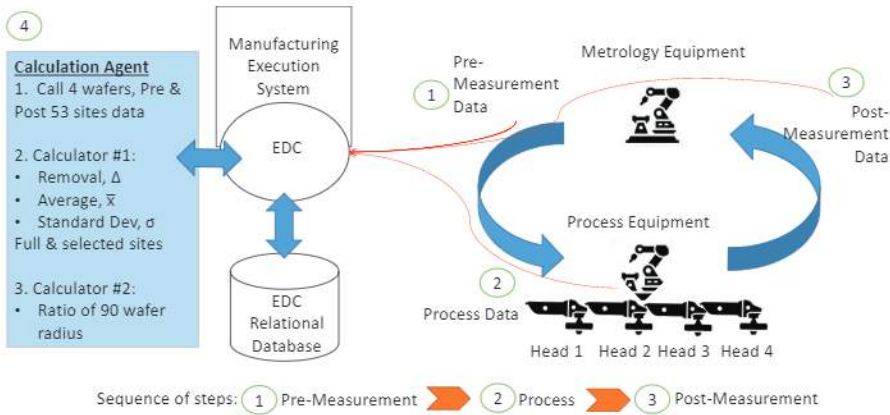 4
Calculation Agent
1. Call 4 wafers, Pre &
Post 53 sites data
2. Calculator #1:
• Removal, Δ
• Average, x̅
• Standard Dev, σ
Full & selected sites
3. Calculator #2:
• Ratio of 90 wafer
radius
Manufacturing
Execution
System
EDC
EDC
Relational
Database
1
Pre-
Measurement
Data
Metrology Equipment
3
Post-
Measurement
Data
Process Equipment
2
Process Data
Head 1 Head 2 Head 3 Head 4
Sequence of steps: 1 Pre-Measurement 2 Process 3 Post-Measurement